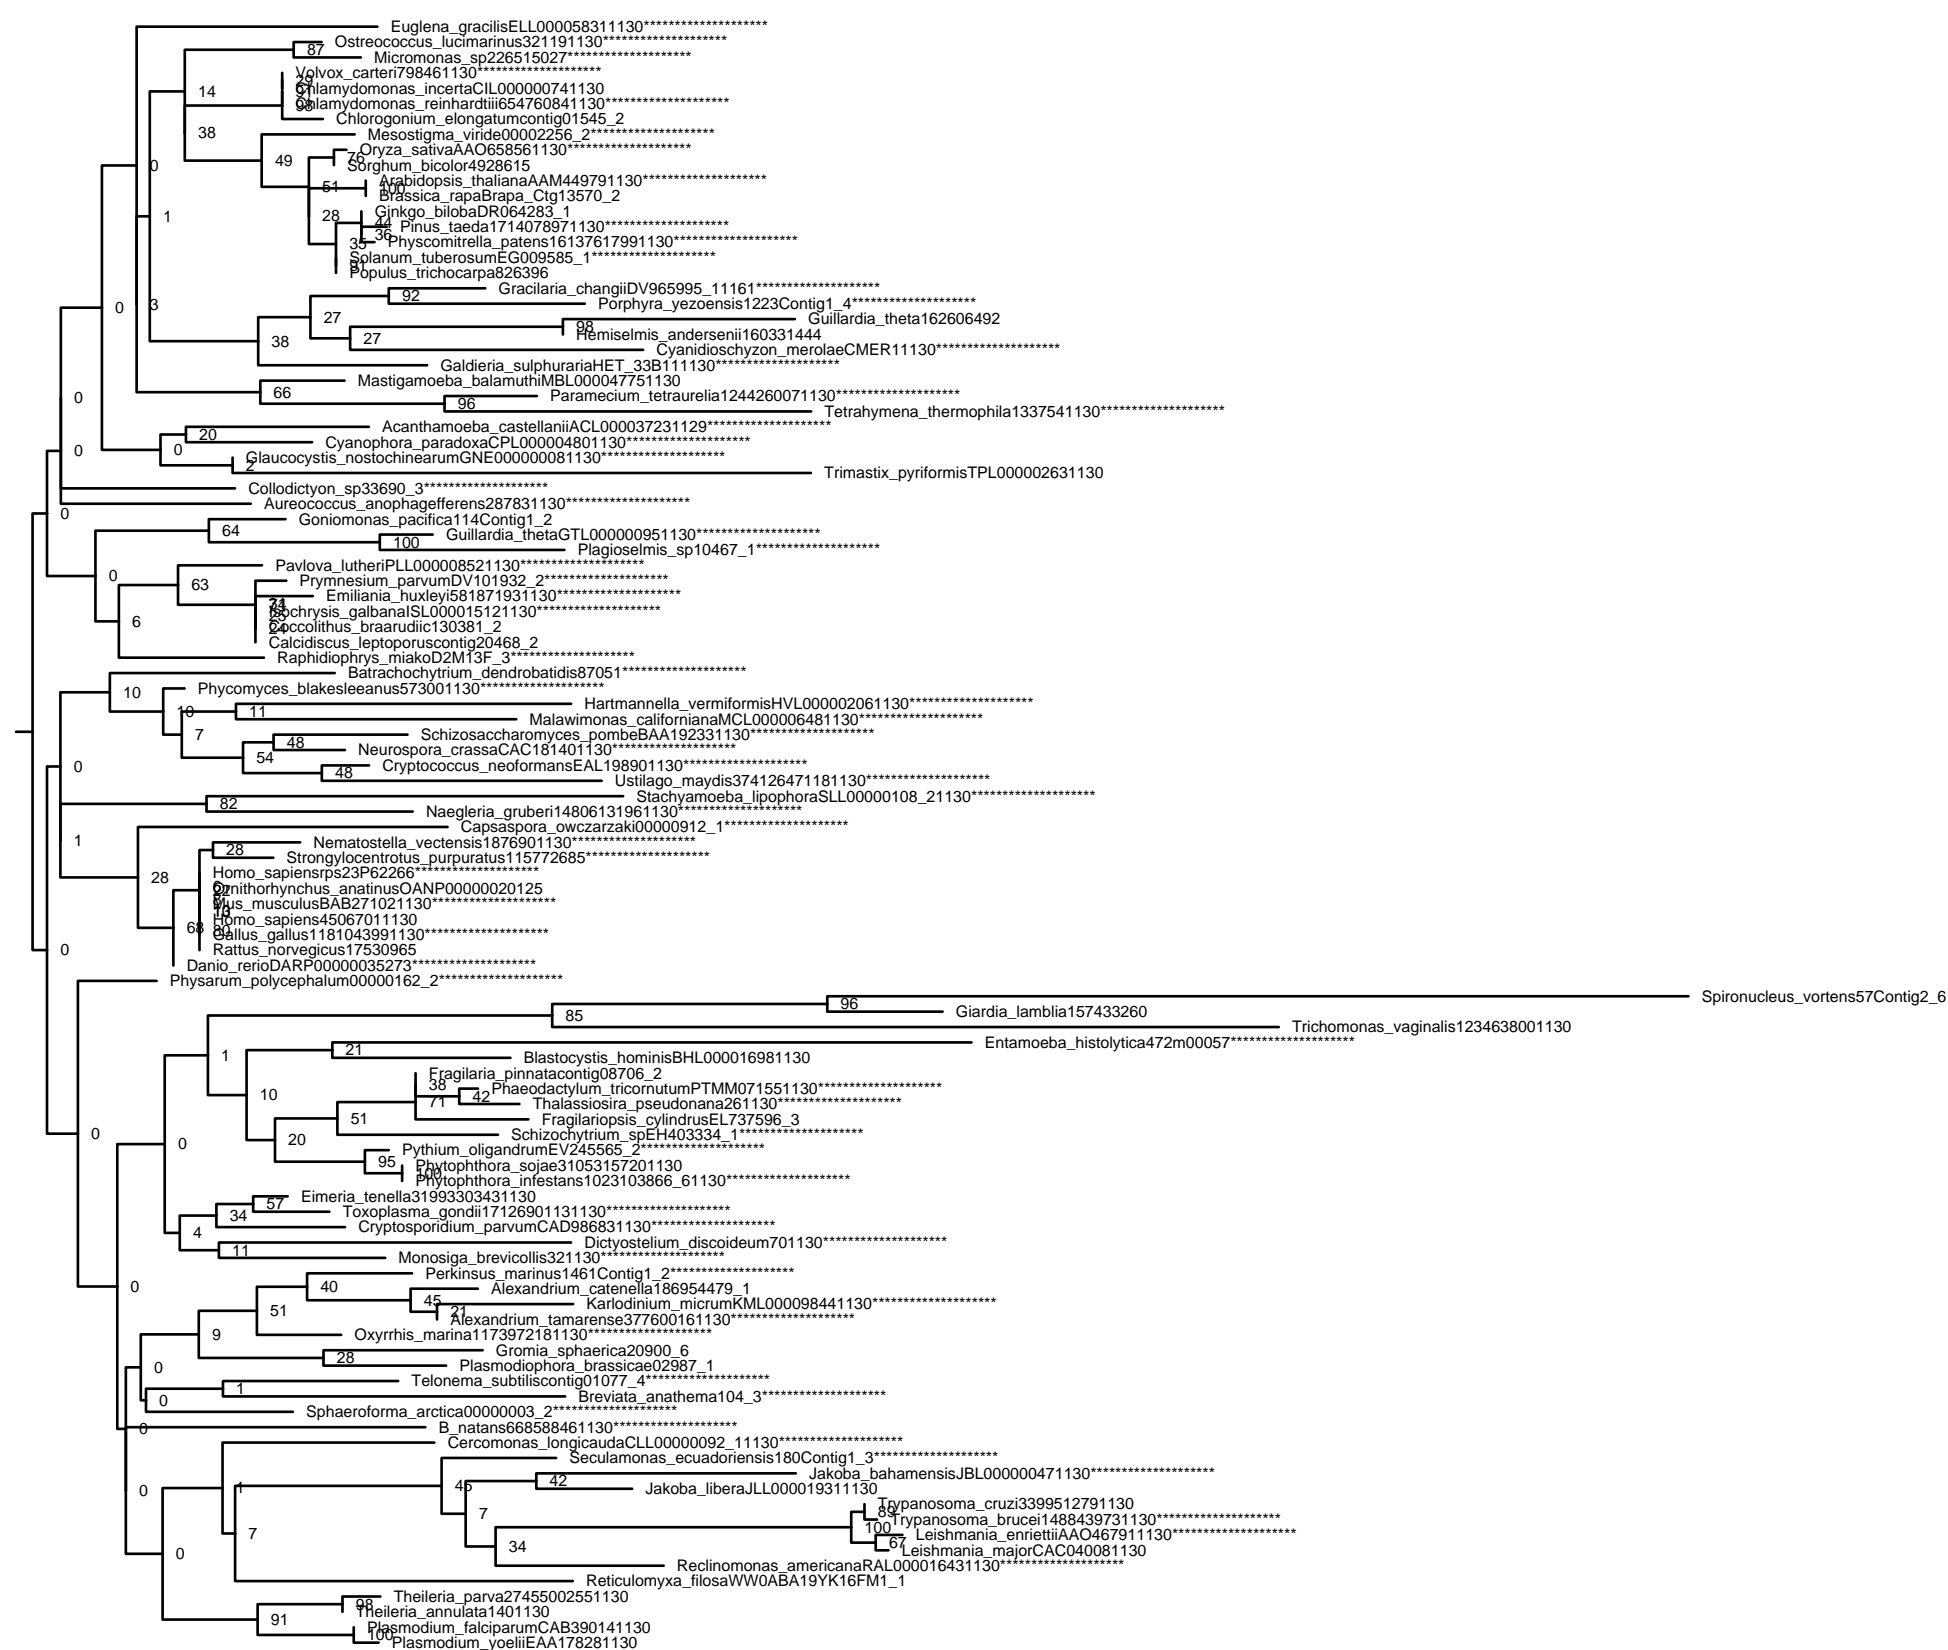 Euglena_gracilisELL000058311130********************
Ostreococcus_lucimarinus321191130********************
87
Micromonas_sp226515027********************
Volvox_carteri798461130********************
14
Chlamydomonas_incertaCIL000000741130
Chlamydomonas_reinhardtiii654760841130********************
Chlorogonium_elongatumcontig01545_2
38
Mesostigma_viride00002256_2********************
Oryza_sativaAAO658561130********************
49
76
0
Sorghum_bicolor4928615
Arabidopsis_thalianaAAM449791130********************
51
100
Brassica_rapaBrapa_Ctg13570_2
1
28
Ginkgo_bilobaDR064283_1
44
Pinus_taeda1714078971130********************
36
35
Physcomitrella_patens16137617991130********************
Solanum_tuberosumEG009585_1********************
91
Populus_trichocarpa826396
Gracilaria_changiiDV965995_11161********************
92
0
3
Porphyra_yezoensis1223Contig1_4********************
27
Guillardia_theta162606492
98
Hemiselmis_andersenii160331444
38
27
Cyanidioschyzon_merolaeCMER11130********************
Galdieria_sulphurariaHET_33B111130********************
Mastigamoeba_balamuthiMBL000047751130
66
Paramecium_tetraurelia1244260071130********************
0
96
Tetrahymena_thermophila1337541130********************
Acanthamoeba_castellaniiACL000037231129********************
20
Cyanophora_paradoxaCPL000004801130********************
0
0
Glaucocystis_nostochinearumGNE000000081130********************
2
Trimastix_pyriformisTPL000002631130
Collodictyon_sp33690_3********************
Aureococcus_anophagefferens287831130********************
0
Goniomonas_pacifica114Contig1_2
64
Guillardia_thetaGTL000000951130********************
100
Plagioselmis_sp10467_1********************
Pavlova_lutheriPLL000008521130********************
0
63
Prymnesium_parvumDV101932_2********************
Emiliania_huxleyi581871931130********************
Isochrysis_galbanaISL000015121130********************
6
24
Coccolithus_braarudiic130381_2
Calcidiscus_leptoporuscontig20468_2
Raphidiophrys_miakoD2M13F_3********************
Batrachochytrium_dendrobatidis87051********************
10
Phycomyces_blakesleeanus573001130********************
Hartmannella_vermiformisHVL000002061130********************
10
11
Malawimonas_californianaMCL000006481130********************
7
Schizosaccharomyces_pombeBAA192331130********************
48
Neurospora_crassaCAC181401130********************
54
0
Cryptococcus_neoformansEAL198901130********************
48
Ustilago_maydis374126471181130********************
Stachyamoeba_lipophoraSLL00000108_21130********************
82
Naegleria_gruberi14806131961130********************
Capsaspora_owczarzaki00000912_1********************
1
Nematostella_vectensis1876901130********************
28
Strongylocentrotus_purpuratus115772685********************
Homo_sapiensrps23P62266********************
28
Ornithorhynchus_anatinusOANP00000020125
Mus_musculusBAB271021130********************
Homo_sapiens45067011130
68
80
Gallus_gallus1181043991130********************
0
Rattus_norvegicus17530965
Danio_rerioDARP00000035273********************
Physarum_polycephalum00000162_2********************
Spironucleus_vortens57Contig2_6
96
Giardia_lamblia157433260
85
Trichomonas_vaginalis1234638001130
Entamoeba_histolytica472m00057********************
21
1
Blastocystis_hominisBHL000016981130
Fragilaria_pinnatacontig08706_2
38
Phaeodactylum_tricornutumPTMM071551130********************
10
42
71
Thalassiosira_pseudonana261130********************
51
Fragilariopsis_cylindrusEL737596_3
0
Schizochytrium_spEH403334_1********************
20
0
Pythium_oligandrumEV245565_2********************
95
Phytophthora_sojae31053157201130
100
Phytophthora_infestans1023103866_61130********************
Eimeria_tenella31993303431130
57
Toxoplasma_gondii17126901131130********************
34
Cryptosporidium_parvumCAD986831130********************
4
Dictyostelium_discoideum701130********************
11
Monosiga_brevicollis321130********************
Perkinsus_marinus1461Contig1_2********************
0
40
Alexandrium_catenella186954479_1
45
Karlodinium_micrumKML000098441130********************
51
21
Alexandrium_tamarense377600161130********************
9
Oxyrrhis_marina1173972181130********************
Gromia_sphaerica20900_6
28
0
Plasmodiophora_brassicae02987_1
Telonema_subtiliscontig01077_4********************
1
Breviata_anathema104_3********************
0
Sphaeroforma_arctica00000003_2********************
B_natans668588461130********************
0
Cercomonas_longicaudaCLL00000092_11130********************
Seculamonas_ecuadoriensis180Contig1_3********************
Jakoba_bahamensisJBL000000471130********************
42
0
1
45
Jakoba_liberaJLL000019311130
Trypanosoma_cruzi3399512791130
89
7
Trypanosoma_brucei1488439731130********************
100
7
Leishmania_enriettiiAAO467911130********************
67
34
Leishmania_majorCAC040081130
0
Reclinomonas_americanaRAL000016431130********************
Reticulomyxa_filosaWW0ABA19YK16FM1_1
Theileria_parva27455002551130
98
Theileria_annulata1401130
91
Plasmodium_falciparumCAB390141130
100
Plasmodium_yoeliiEAA178281130